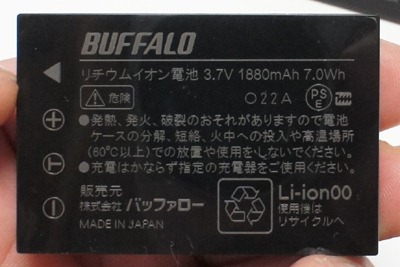 BUFFALO
リチウムイオン電池 3.7V 1880mAh 7.0Wh
危険 O22A PSE
●発熱、発火、破裂のおそれがありますので電池
ケースの分解、短絡、火中への投入や高温場所
(60℃以上)での放置や使用をしないでください。
●充電はかならず指定の充電器をご使用ください。
販売元
株式会社 バッファロー
MADE IN JAPAN
Li-ion00
使用後は
リサイクルへ